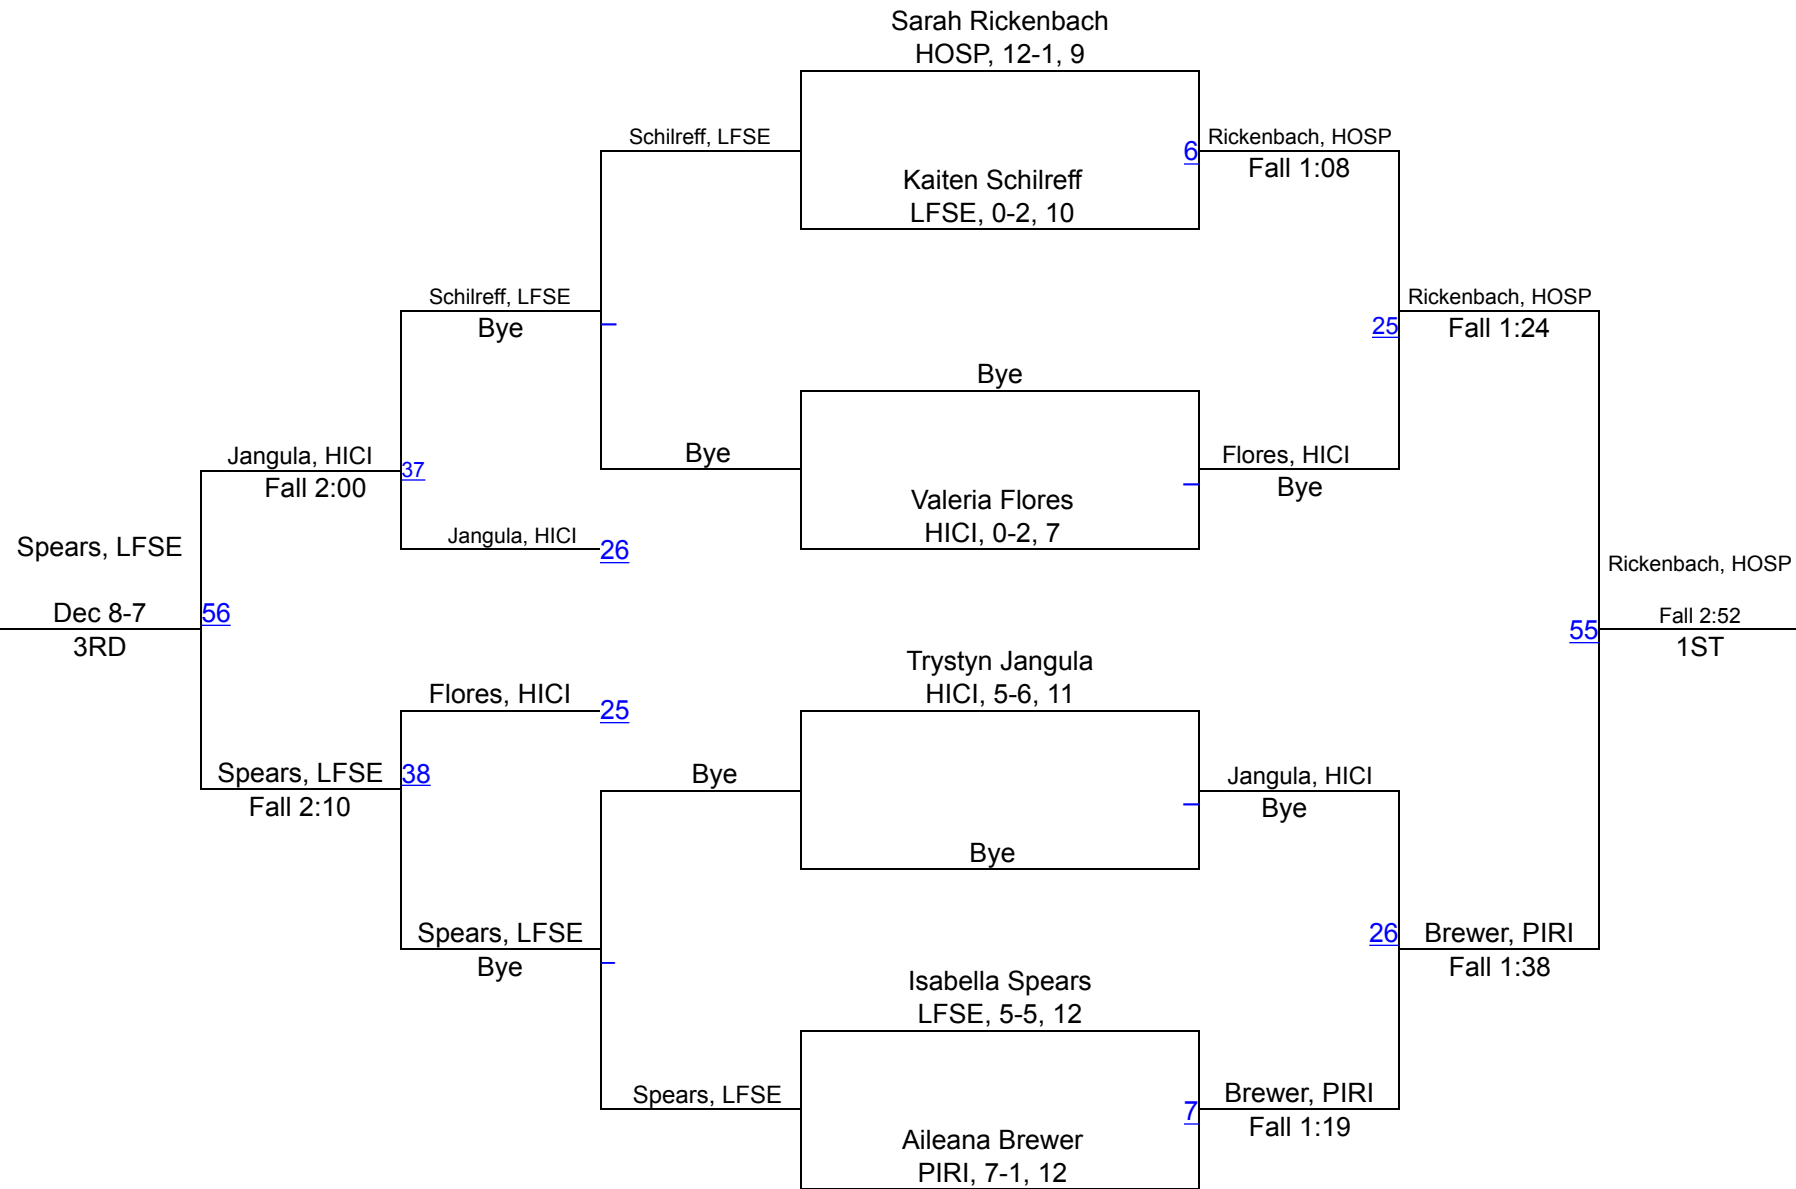 Sarah Rickenbach
HOSP, 12-1, 9
Schilreff, LFSE
6
Rickenbach, HOSP
Fall 1:08
Kaiten Schilreff
LFSE, 0-2, 10
Schilreff, LFSE
Bye
Rickenbach, HOSP
25
Fall 1:24
Bye
Jangula, HICI
37
Fall 2:00
Bye
Flores, HICI
Bye
Valeria Flores
HICI, 0-2, 7
Jangula, HICI
26
Spears, LFSE
Rickenbach, HOSP
Dec 8-7
56
3RD
55
Fall 2:52
1ST
Trystyn Jangula
HICI, 5-6, 11
Flores, HICI
25
Spears, LFSE
38
Fall 2:10
Bye
Jangula, HICI
Bye
Bye
Spears, LFSE
Bye
26
Brewer, PIRI
Fall 1:38
Isabella Spears
LFSE, 5-5, 12
Spears, LFSE
7
Brewer, PIRI
Fall 1:19
Aileana Brewer
PIRI, 7-1, 12